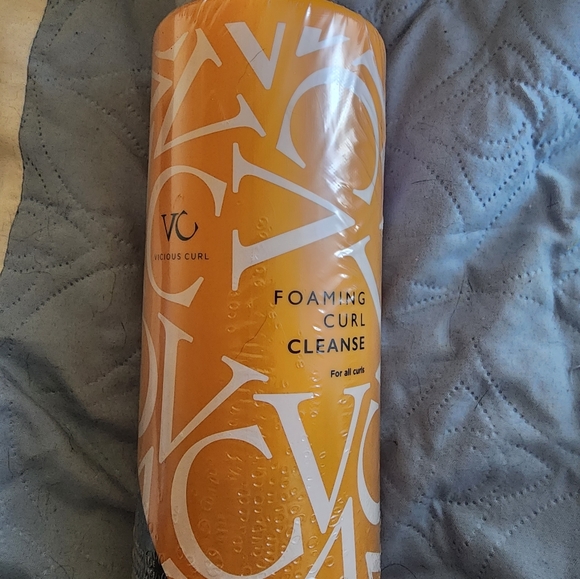 VC
VICIOUS CURL
FOAMING
CURL
CLEANSE
For all curls